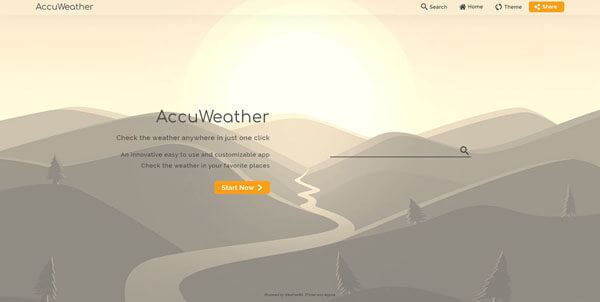 AccuWeather
Search
Home
Theme
Share
AccuWeather
Check the weather anywhere in just one click
An Innovative easy to use and customizable app
Check the weather in your favorite places
Start Now